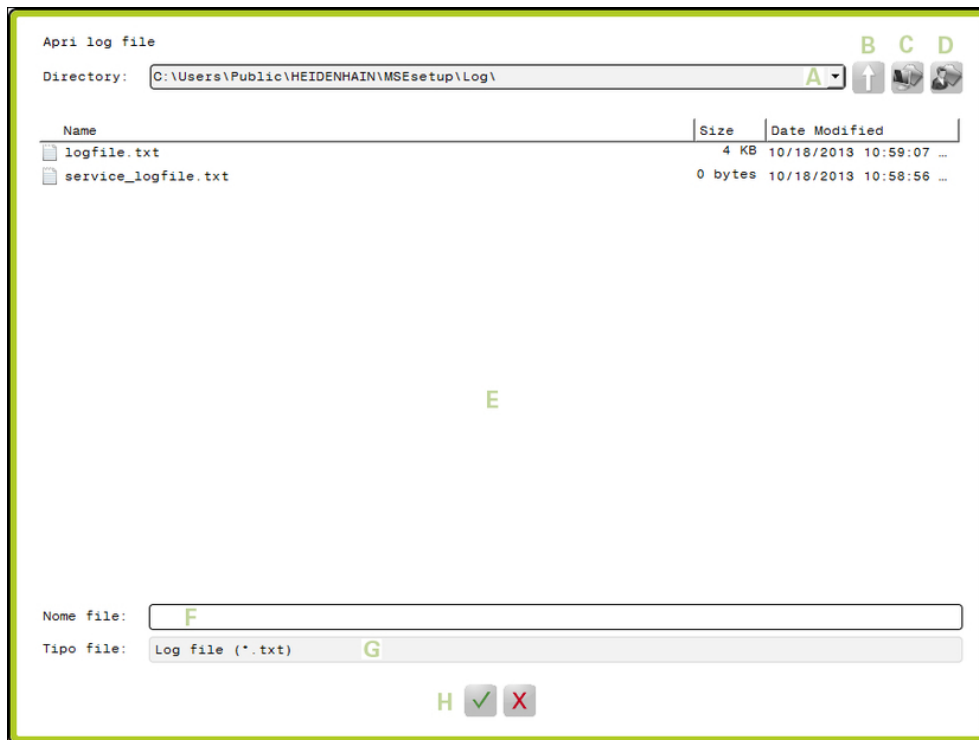 Apri log file
B C D
Directory: C:\Users\Public\HEIDENHAIN\MSEsetup\Log\ A
Name Size Date Modified
logfile.txt 4 KB 10/18/2013 10:59:07 …
service_logfile.txt 0 bytes 10/18/2013 10:58:56 …
E
Nome file: F
Tipo file: Log file (*.txt) G
H